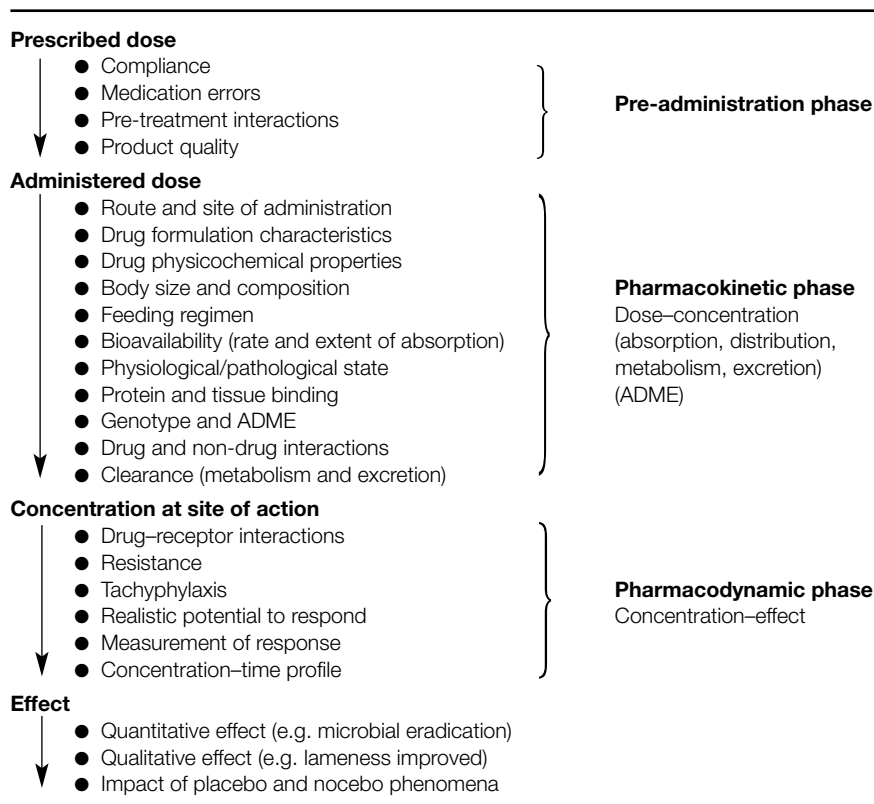 Prescribed dose
● Compliance
● Medication errors
● Pre-treatment interactions
● Product quality
Pre-administration phase
Administered dose
● Route and site of administration
● Drug formulation characteristics
● Drug physicochemical properties
● Body size and composition
● Feeding regimen
● Bioavailability (rate and extent of absorption)
● Physiological/pathological state
● Protein and tissue binding
● Genotype and ADME
● Drug and non-drug interactions
● Clearance (metabolism and excretion)
Pharmacokinetic phase
Dose–concentration
(absorption, distribution,
metabolism, excretion)
(ADME)
Concentration at site of action
● Drug–receptor interactions
● Resistance
● Tachyphylaxis
● Realistic potential to respond
● Measurement of response
● Concentration–time profile
Pharmacodynamic phase
Concentration–effect
Effect
● Quantitative effect (e.g. microbial eradication)
● Qualitative effect (e.g. lameness improved)
● Impact of placebo and nocebo phenomena